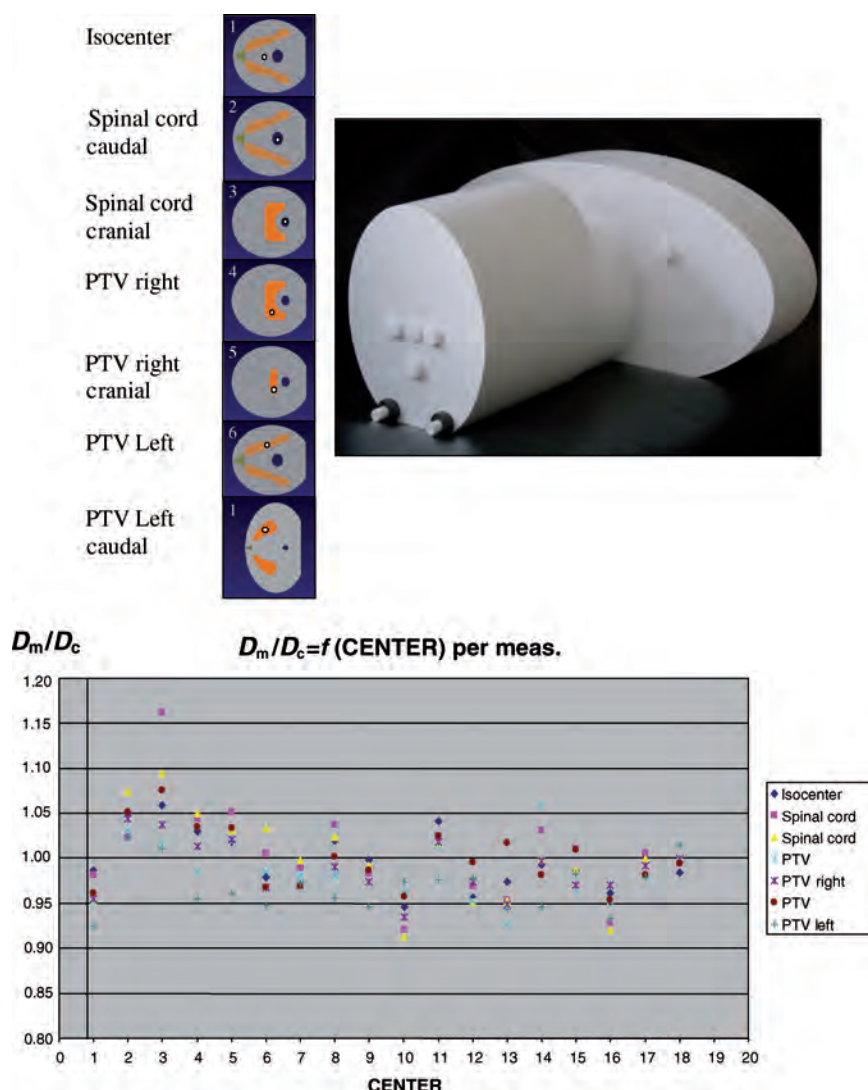 Isocenter
1
Spinal cord
caudal
2
Spinal cord
cranial
3
PTV right
4
PTV right
cranial
5
PTV Left
6
PTV Left
caudal
1
D_m/D_c
D_m/D_c=f (CENTER) per meas.
1.20
1.15
1.10
1.05
1.00
0.95
0.90
0.85
0.80
0 1 2 3 4 5 6 7 8 9 10 11 12 13 14 15 16 17 18 19 20
CENTER
Isocenter
Spinal cord
Spinal cord
PTV
PTV right
PTV
PTV left